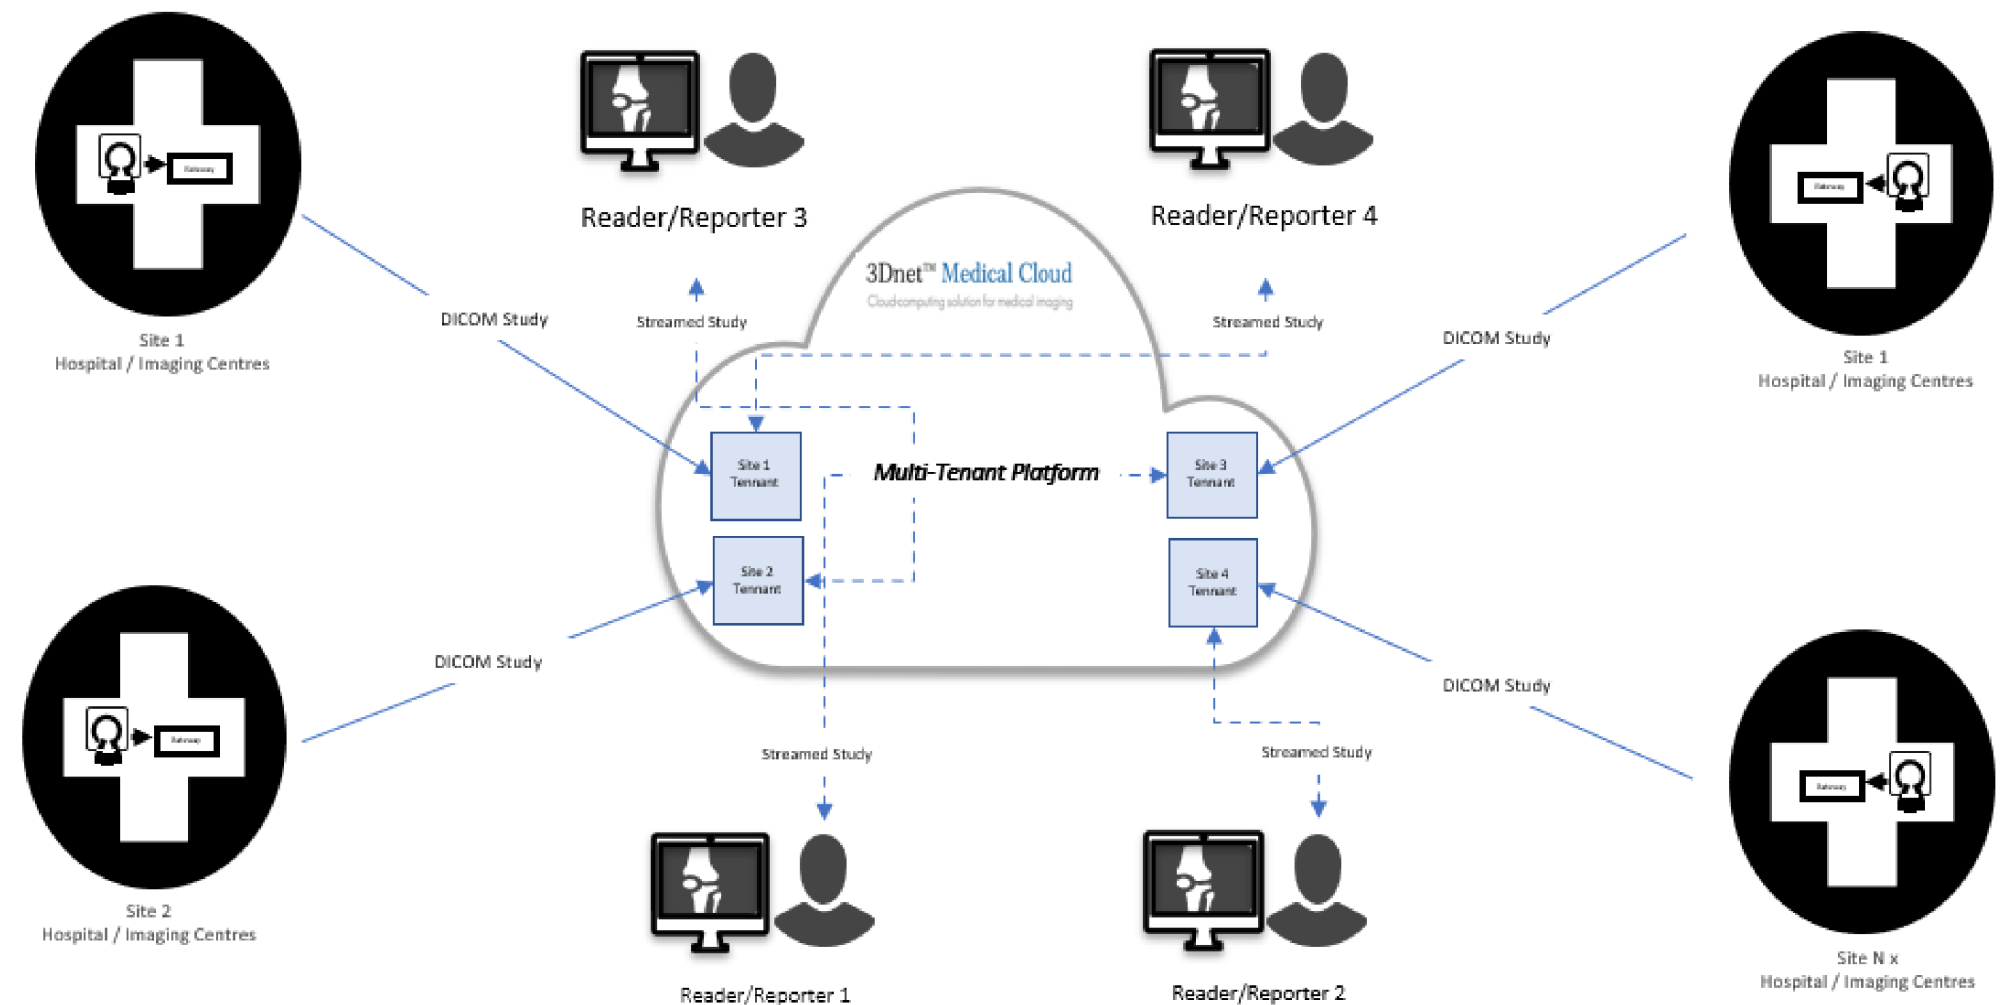 Reader/Reporter 3
Reader/Reporter 4
3Dnet™ Medical Cloud
Cloud computing solution for medical imaging
DICOM Study
Streamed Study
Streamed Study
DICOM Study
Site 1
Hospital / Imaging Centres
Site 1
Hospital / Imaging Centres
Site 1
Tennant
Multi-Tenant Platform
Site 3
Tennant
Site 2
Tennant
Site 4
Tennant
DICOM Study
DICOM Study
Streamed Study
Streamed Study
Site 2
Hospital / Imaging Centres
Site N x
Hospital / Imaging Centres
Reader/Reporter 1
Reader/Reporter 2